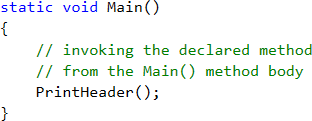 static void Main()
{
    // invoking the declared method
    // from the Main() method body
    PrintHeader();
}